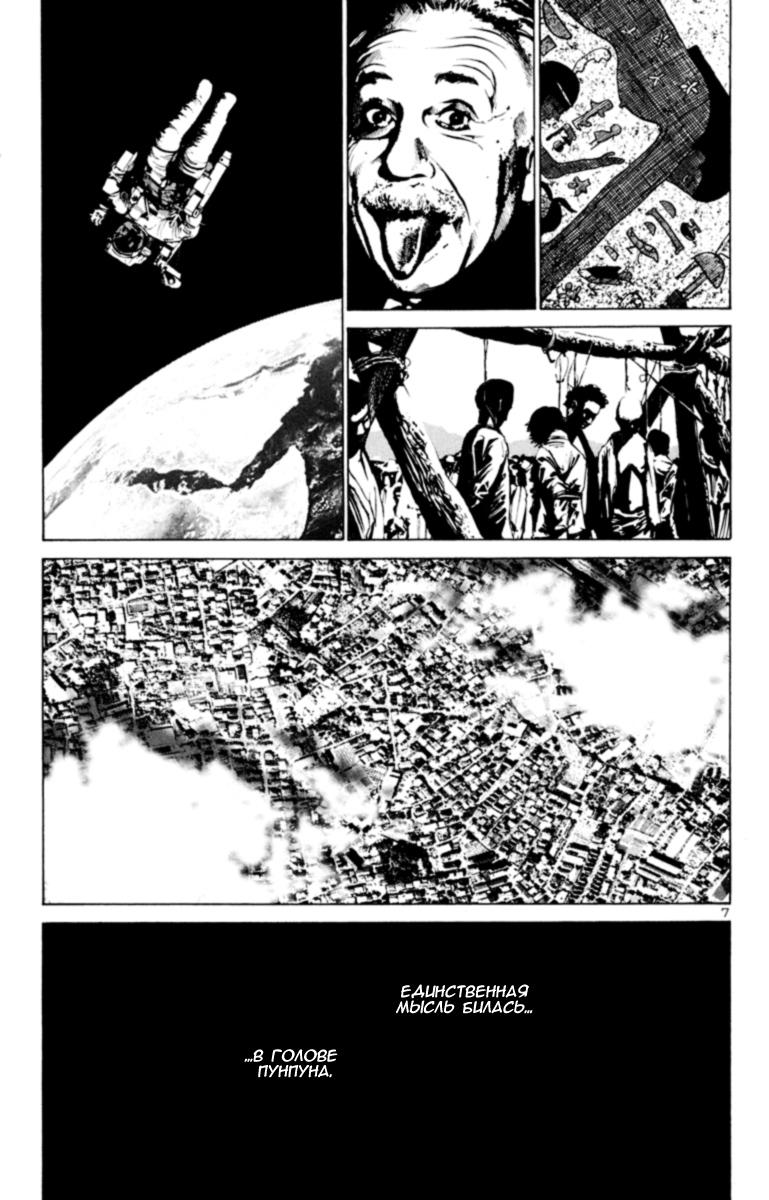 7
ЕДИНСТВЕННАЯ
МЫСЛЬ БИЛАСЬ...
...В ГОЛОВЕ
ПУНПУНА.